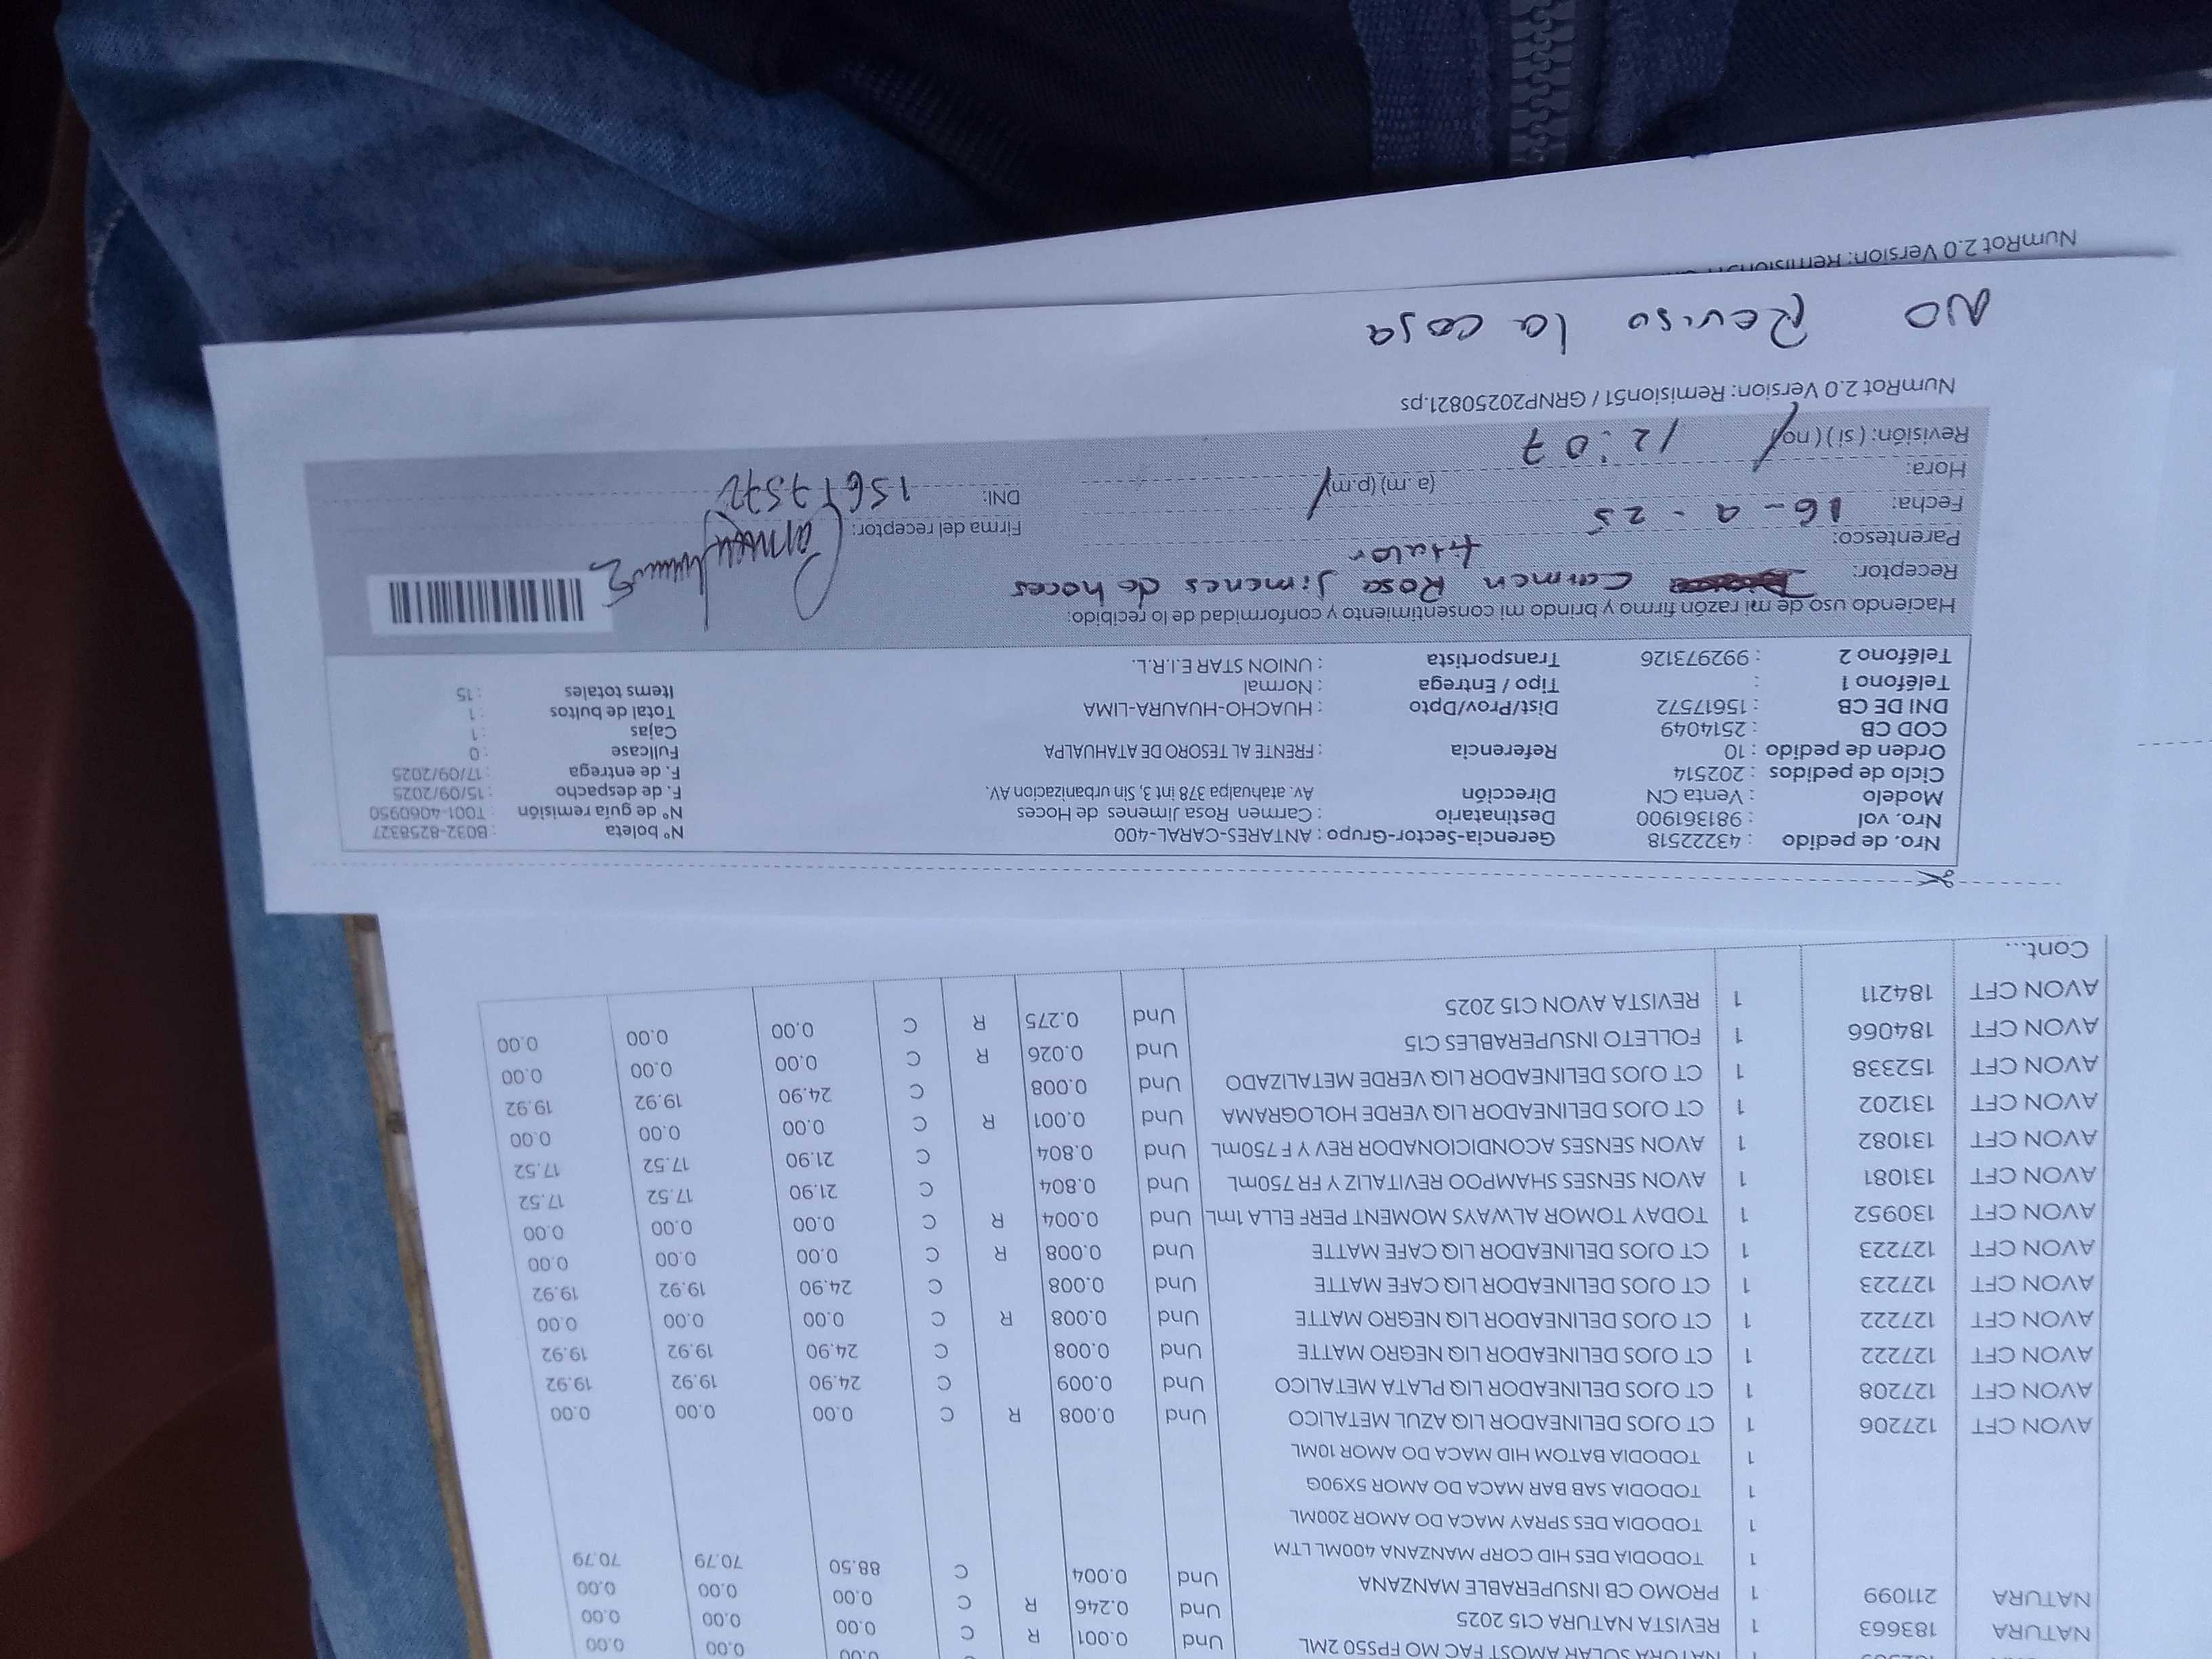 NATURA SOLAR AMOST FAC MO FPS50 2ML Und 0.001 R C 0.00 0.00 0.00
NATURA 183663 1 REVISTA NATURA C15 2025 Und 0.246 R C 0.00 0.00 0.00
NATURA 211099 1 PROMO CB INSUPERABLE MANZANA Und 0.004 C 88.50 70.79 70.79
1 TODODIA DES HID CORP MANZANA 400ML LTM
1 TODODIA DES SPRAY MACA DO AMOR 200ML
1 TODODIA SAB BAR MACA DO AMOR 5X90G
1 TODODIA BATOM HID MACA DO AMOR 10ML
AVON CFT 127206 1 CT OJOS DELINEADOR LIQ AZUL METALICO Und 0.008 R C 0.00 0.00 0.00
AVON CFT 127208 1 CT OJOS DELINEADOR LIQ PLATA METALICO Und 0.009 C 24.90 19.92 19.92
AVON CFT 127222 1 CT OJOS DELINEADOR LIQ NEGRO MATTE Und 0.008 C 24.90 19.92 19.92
AVON CFT 127222 1 CT OJOS DELINEADOR LIQ NEGRO MATTE Und 0.008 R C 0.00 0.00 0.00
AVON CFT 127223 1 CT OJOS DELINEADOR LIQ CAFE MATTE Und 0.008 C 24.90 19.92 19.92
AVON CFT 127223 1 CT OJOS DELINEADOR LIQ CAFE MATTE Und 0.008 R C 0.00 0.00 0.00
AVON CFT 130952 1 TODAY TOMOR ALWAYS MOMENT PERF ELLA 1mL Und 0.004 R C 0.00 0.00 0.00
AVON CFT 131081 1 AVON SENSES SHAMPOO REVITALIZ Y FR 750mL Und 0.804 C 21.90 17.52 17.52
AVON CFT 131082 1 AVON SENSES ACONDICIONADOR REV Y F 750mL Und 0.804 C 21.90 17.52 17.52
AVON CFT 131202 1 CT OJOS DELINEADOR LIQ VERDE HOLOGRAMA Und 0.001 R C 0.00 0.00 0.00
AVON CFT 152338 1 CT OJOS DELINEADOR LIQ VERDE METALIZADO Und 0.008 C 24.90 19.92 19.92
AVON CFT 184066 1 FOLLETO INSUPERABLES C15 Und 0.026 R C 0.00 0.00 0.00
AVON CFT 184211 1 REVISTA AVON C15 2025 Und 0.275 R C 0.00 0.00 0.00
Cont...
Nro. de pedido : 43222518 Gerencia-Sector-Grupo : ANTARES-CARAL-400 N° boleta : B032-8258327
Nro. vol : 981361900 Destinatario : Carmen Rosa Jimenes de Hoces N° de guía remisión : T001-4060950
Modelo : Venta CN Dirección Av. atahualpa 378 int 3, Sin urbanizacion AV. F. de despacho : 15/09/2025
Ciclo de pedidos : 202514 F. de entrega : 17/09/2025
Orden de pedido : 10 Referencia : FRENTE AL TESORO DE ATAHUALPA Fullcase : 0
COD CB : 2514049 Cajas : 1
DNI DE CB : 15617572 Dist/Prov/Dpto : HUACHO-HUAURA-LIMA Total de bultos : 1
Teléfono 1 : Tipo / Entrega : Normal Items totales : 15
Teléfono 2 : 992973126 Transportista : UNION STAR E.I.R.L.
Haciendo uso de mi razón firmo y brindo mi consentimiento y conformidad de lo recibido:
Receptor: Carmen Rosa Jimenes de hoces
Parentesco: titular
Fecha: 16 - 9 - 25 Firma del receptor:
Hora: 12:07 (a.m) (p.m) DNI: 15617572
Revisión: ( si ) ( no )
NumRot 2.0 Version: Remision51 / GRNP20250821.ps
NO Reviso la cosa
NumRot 2.0 Version: